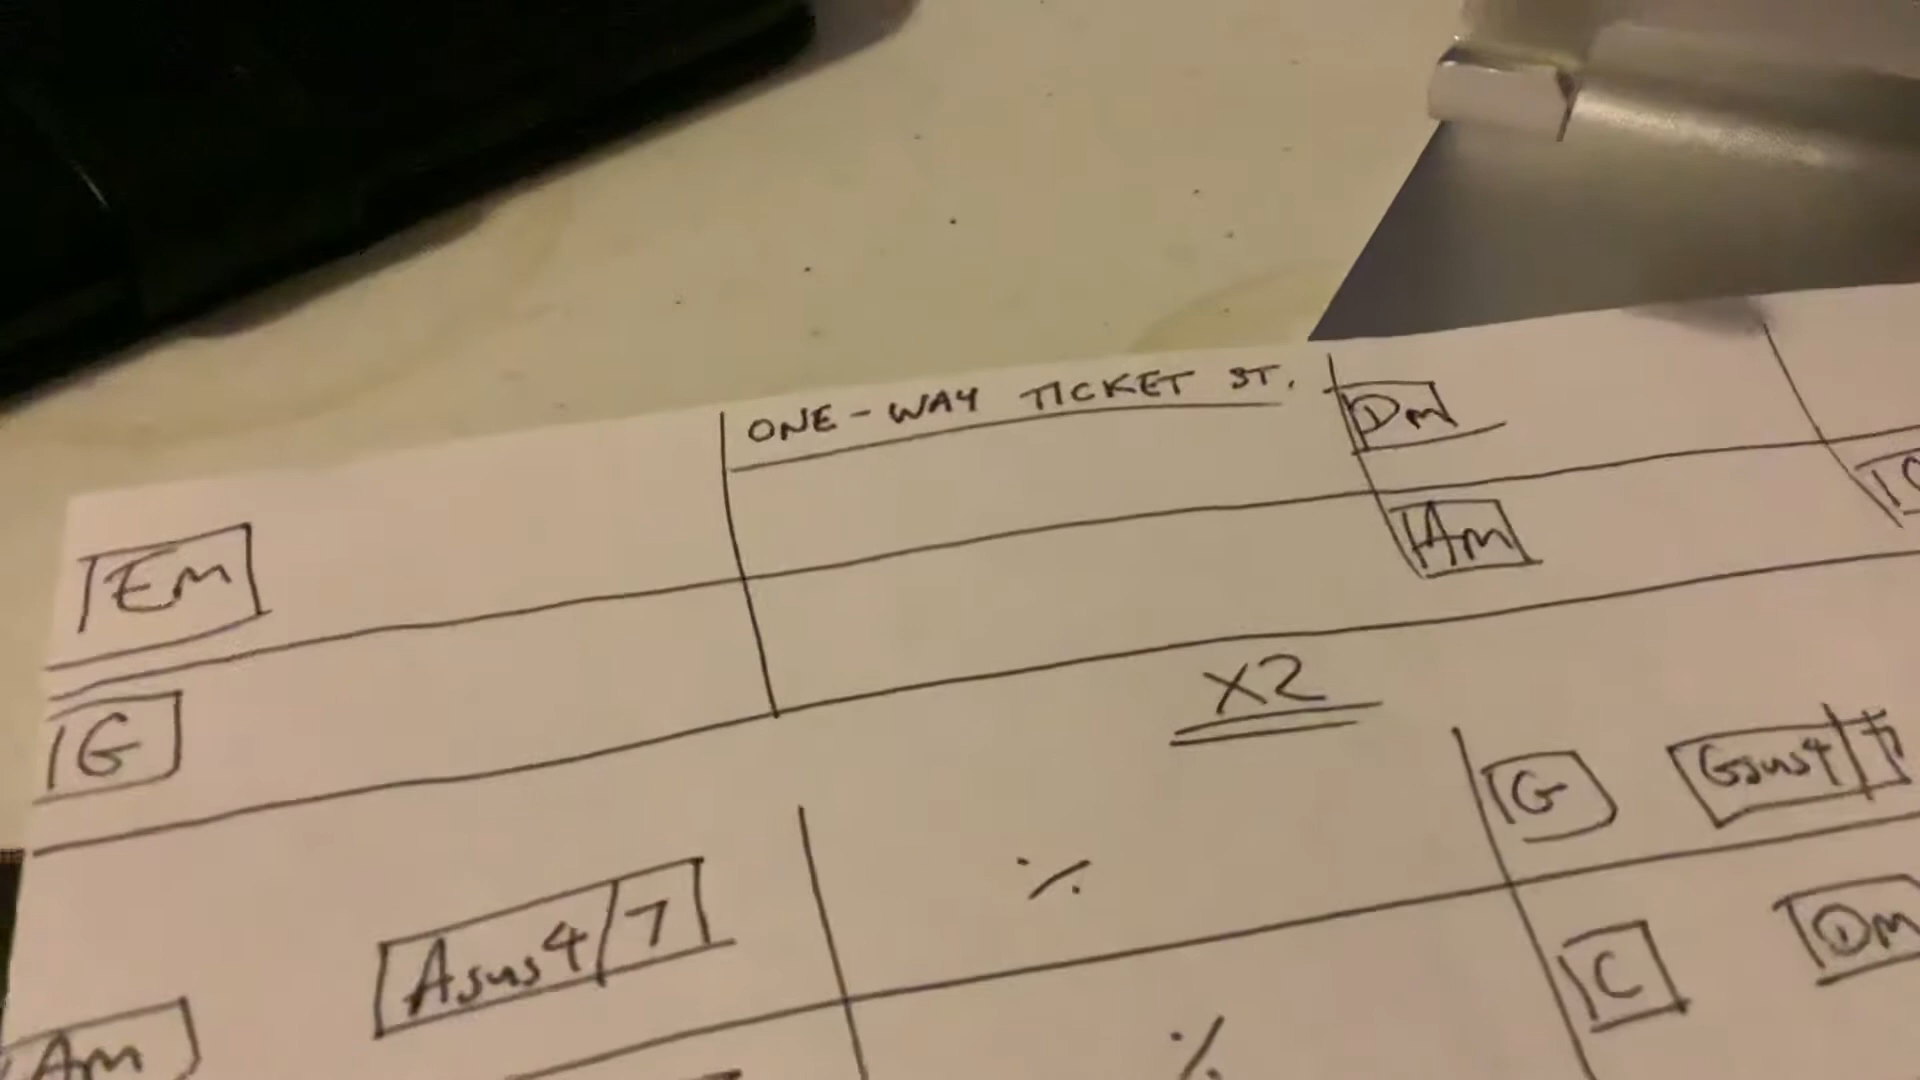 ONE-WAY TICKET ST.
Em Dm
G Am
X2
Asus4/7 ٪ G Gsus4
Am ٪ C Dm